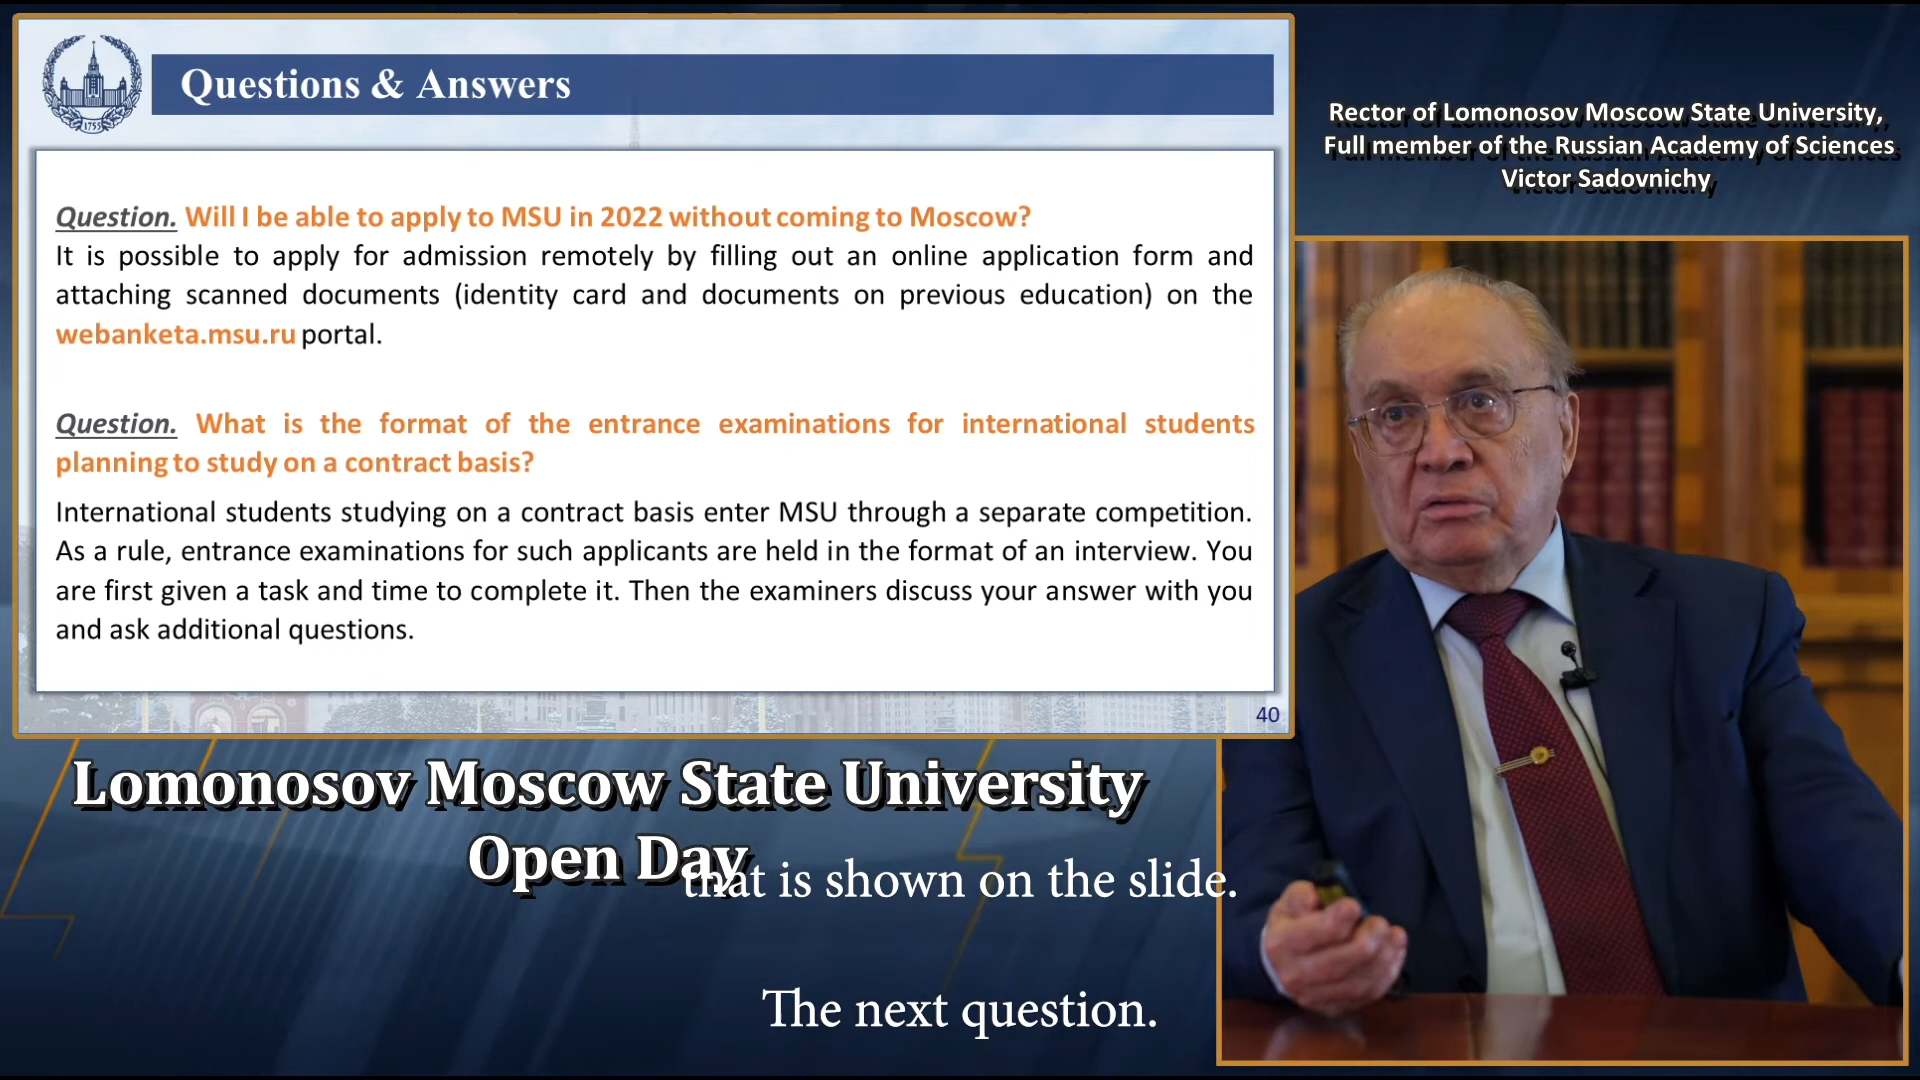 1755
Questions & Answers
Question. Will I be able to apply to MSU in 2022 without coming to Moscow?
It is possible to apply for admission remotely by filling out an online application form and
attaching scanned documents (identity card and documents on previous education) on the
webanketa.msu.ru portal.
Question. What is the format of the entrance examinations for international students
planning to study on a contract basis?
International students studying on a contract basis enter MSU through a separate competition.
As a rule, entrance examinations for such applicants are held in the format of an interview. You
are first given a task and time to complete it. Then the examiners discuss your answer with you
and ask additional questions.
40
Rector of Lomonosov Moscow State University,
Full member of the Russian Academy of Sciences
Victor Sadovnichy
Lomonosov Moscow State University
Open Day
that is shown on the slide.
The next question.